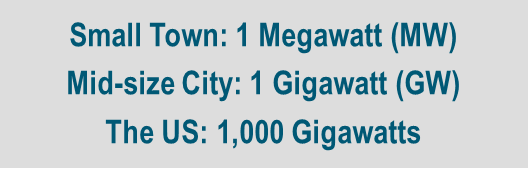 Small Town: 1 Megawatt (MW)
Mid-size City: 1 Gigawatt (GW)
The US: 1,000 Gigawatts